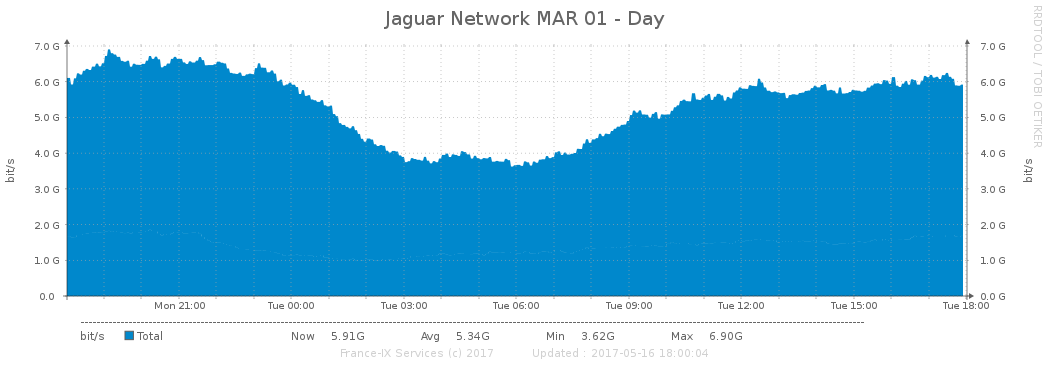 Jaguar Network MAR 01 - Day
RRDTOOL / TOBI OETIKER
bit/s
bit/s
7.0 G 7.0 G
6.0 G 6.0 G
5.0 G 5.0 G
4.0 G 4.0 G
3.0 G 3.0 G
2.0 G 2.0 G
1.0 G 1.0 G
0.0 0.0 G
Mon 21:00 Tue 00:00 Tue 03:00 Tue 06:00 Tue 09:00 Tue 12:00 Tue 15:00 Tue 18:00
bit/s Total Now 5.91G Avg 5.34G Min 3.62G Max 6.90G
France-IX Services (c) 2017 Updated : 2017-05-16 18:00:04